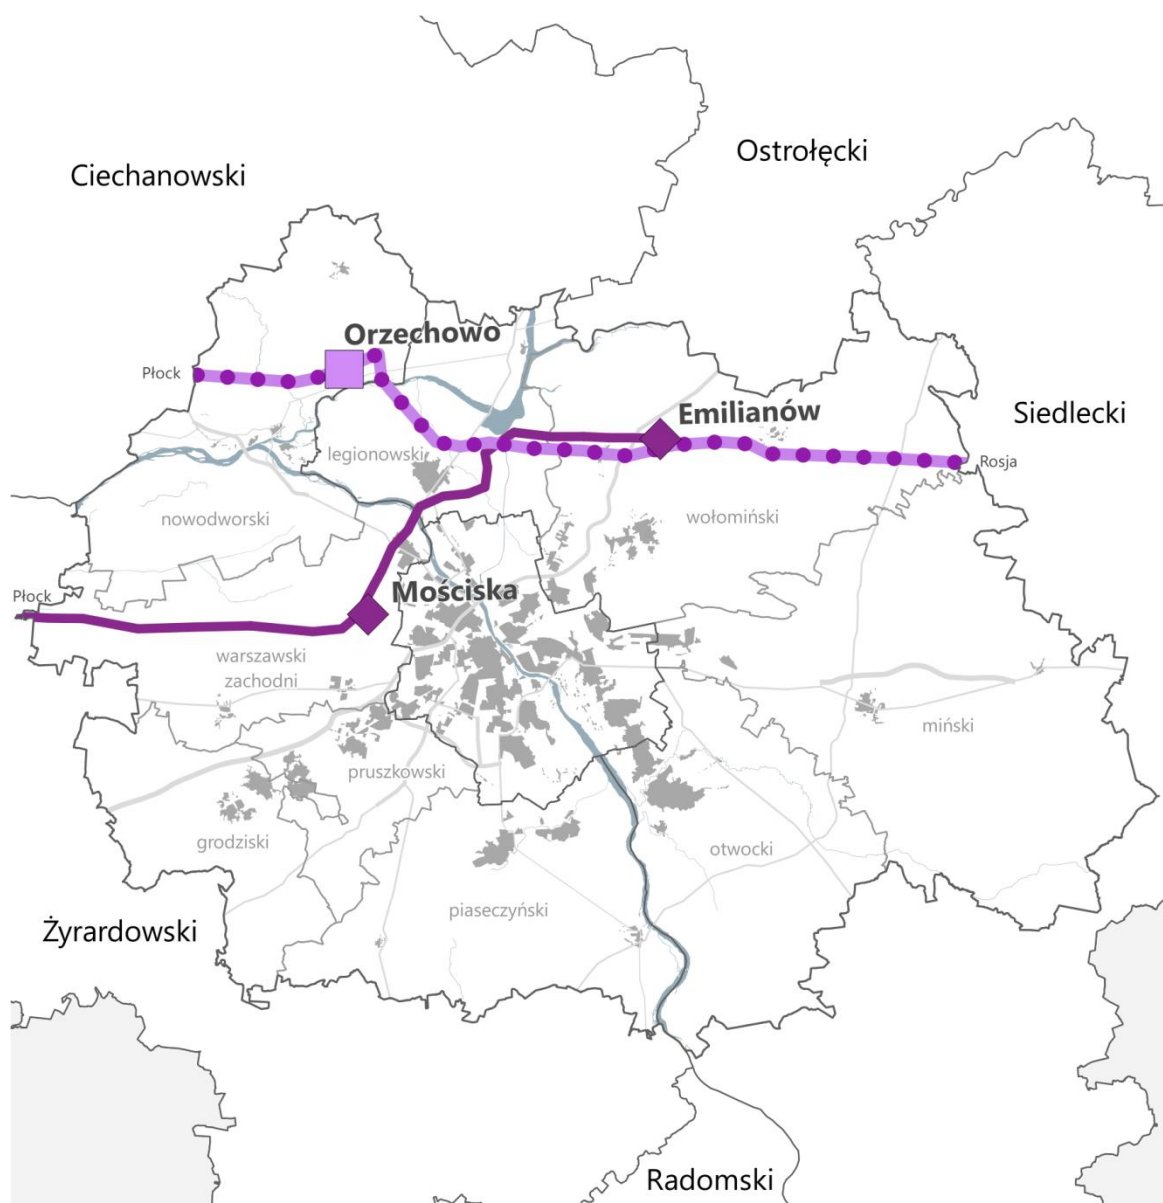 Ostrołęcki
Ciechanowski
Orzechowo
Płock
Emilianów
Siedlecki
legionowski
Rosja
nowodworski
wołomiński
Mościska
Płock
warszawski
zachodni
miński
pruszkowski
grodziski
otwocki
piaseczyński
Żyrardowski
Radomski